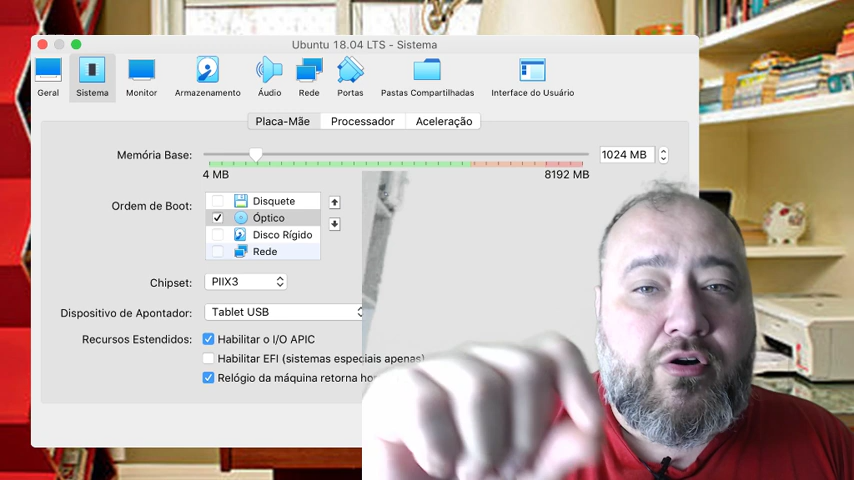 Ubuntu 18.04 LTS - Sistema
Geral Sistema Monitor Armazenamento Áudio Rede Portas Pastas Compartilhadas Interface do Usuário
Placa-Mãe Processador Aceleração
Memória Base: 1024 MB
4 MB 8192 MB
Ordem de Boot: Disquete
Óptico
Disco Rígido
Rede
Chipset: PIIX3
Dispositivo de Apontador: Tablet USB
Recursos Estendidos: Habilitar o I/O APIC
Habilitar EFI (sistemas especiais apenas)
Relógio da máquina retorna